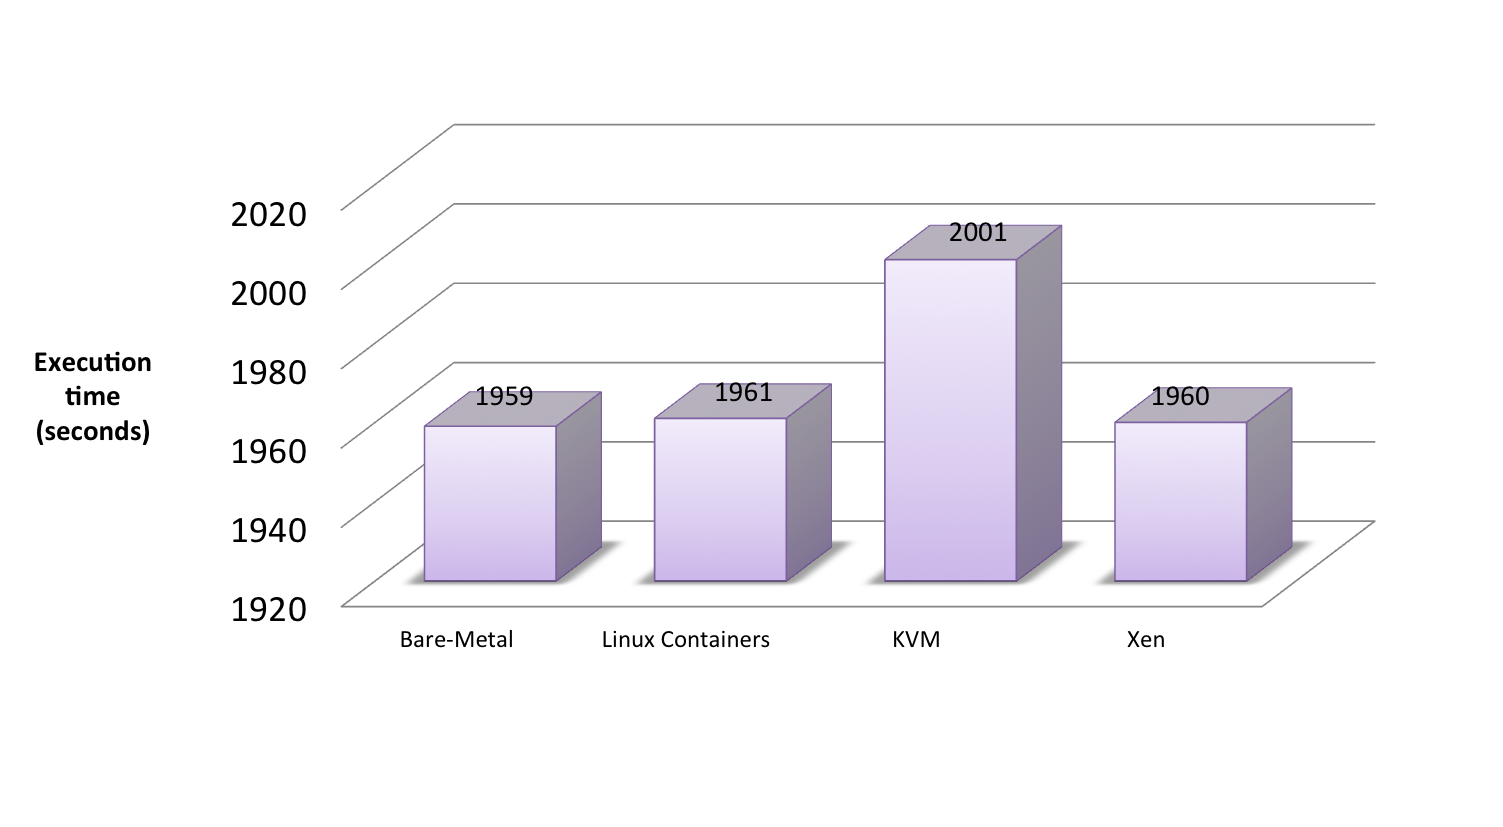 2020
2000
1980
1960
1940
1920
Execution
time
(seconds)
1959
1961
2001
1960
Bare-Metal
Linux Containers
KVM
Xen